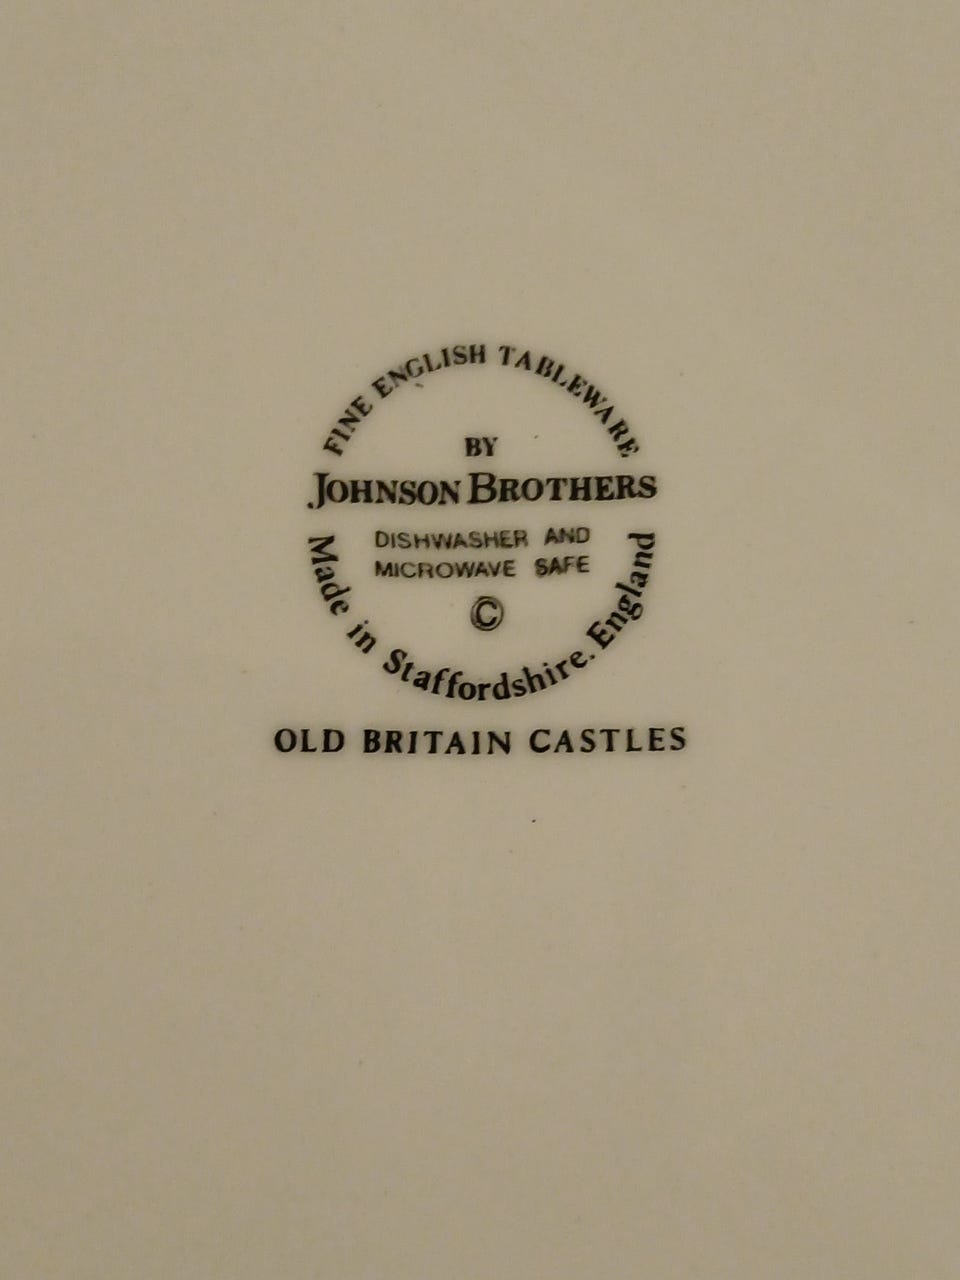 FINE ENGLISH TABLEWARE
BY
JOHNSON BROTHERS
DISHWASHER AND
MICROWAVE SAFE
©
Made in Staffordshire. England
OLD BRITAIN CASTLES